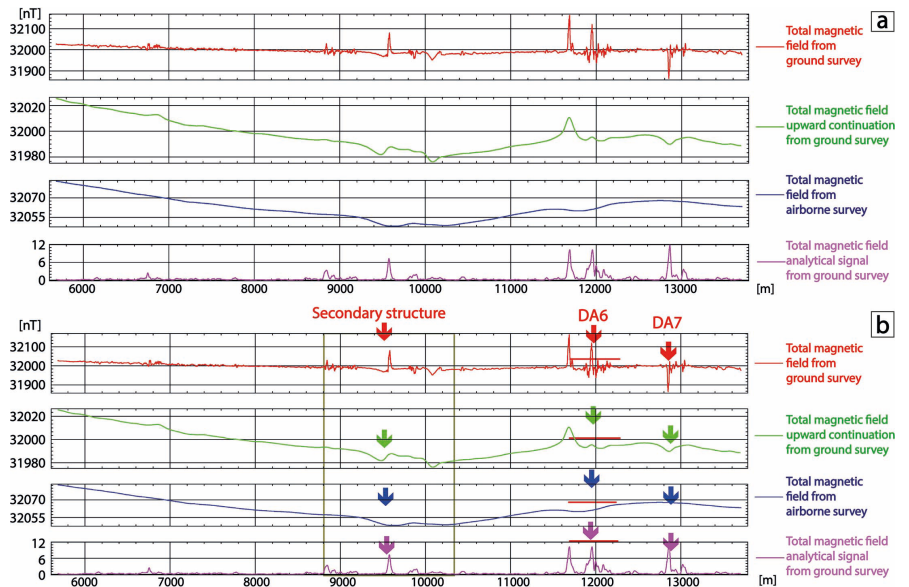 [nT]
a
32100
32000
31900
Total magnetic
field from
ground survey
32020
32000
31980
Total magnetic field
upward continuation
from ground survey
32070
32055
Total magnetic
field from
airborne survey
12
6
0
Total magnetic field
analytical signal
from ground survey
6000 7000 8000 9000 10000 11000 12000 13000 [m]
Secondary structure DA6 DA7
[nT]
b
32100
32000
31900
Total magnetic
field from
ground survey
32020
32000
31980
Total magnetic field
upward continuation
from ground survey
32070
32055
Total magnetic
field from
airborne survey
12
6
0
Total magnetic field
analytical signal
from ground survey
6000 7000 8000 9000 10000 11000 12000 13000 [m]